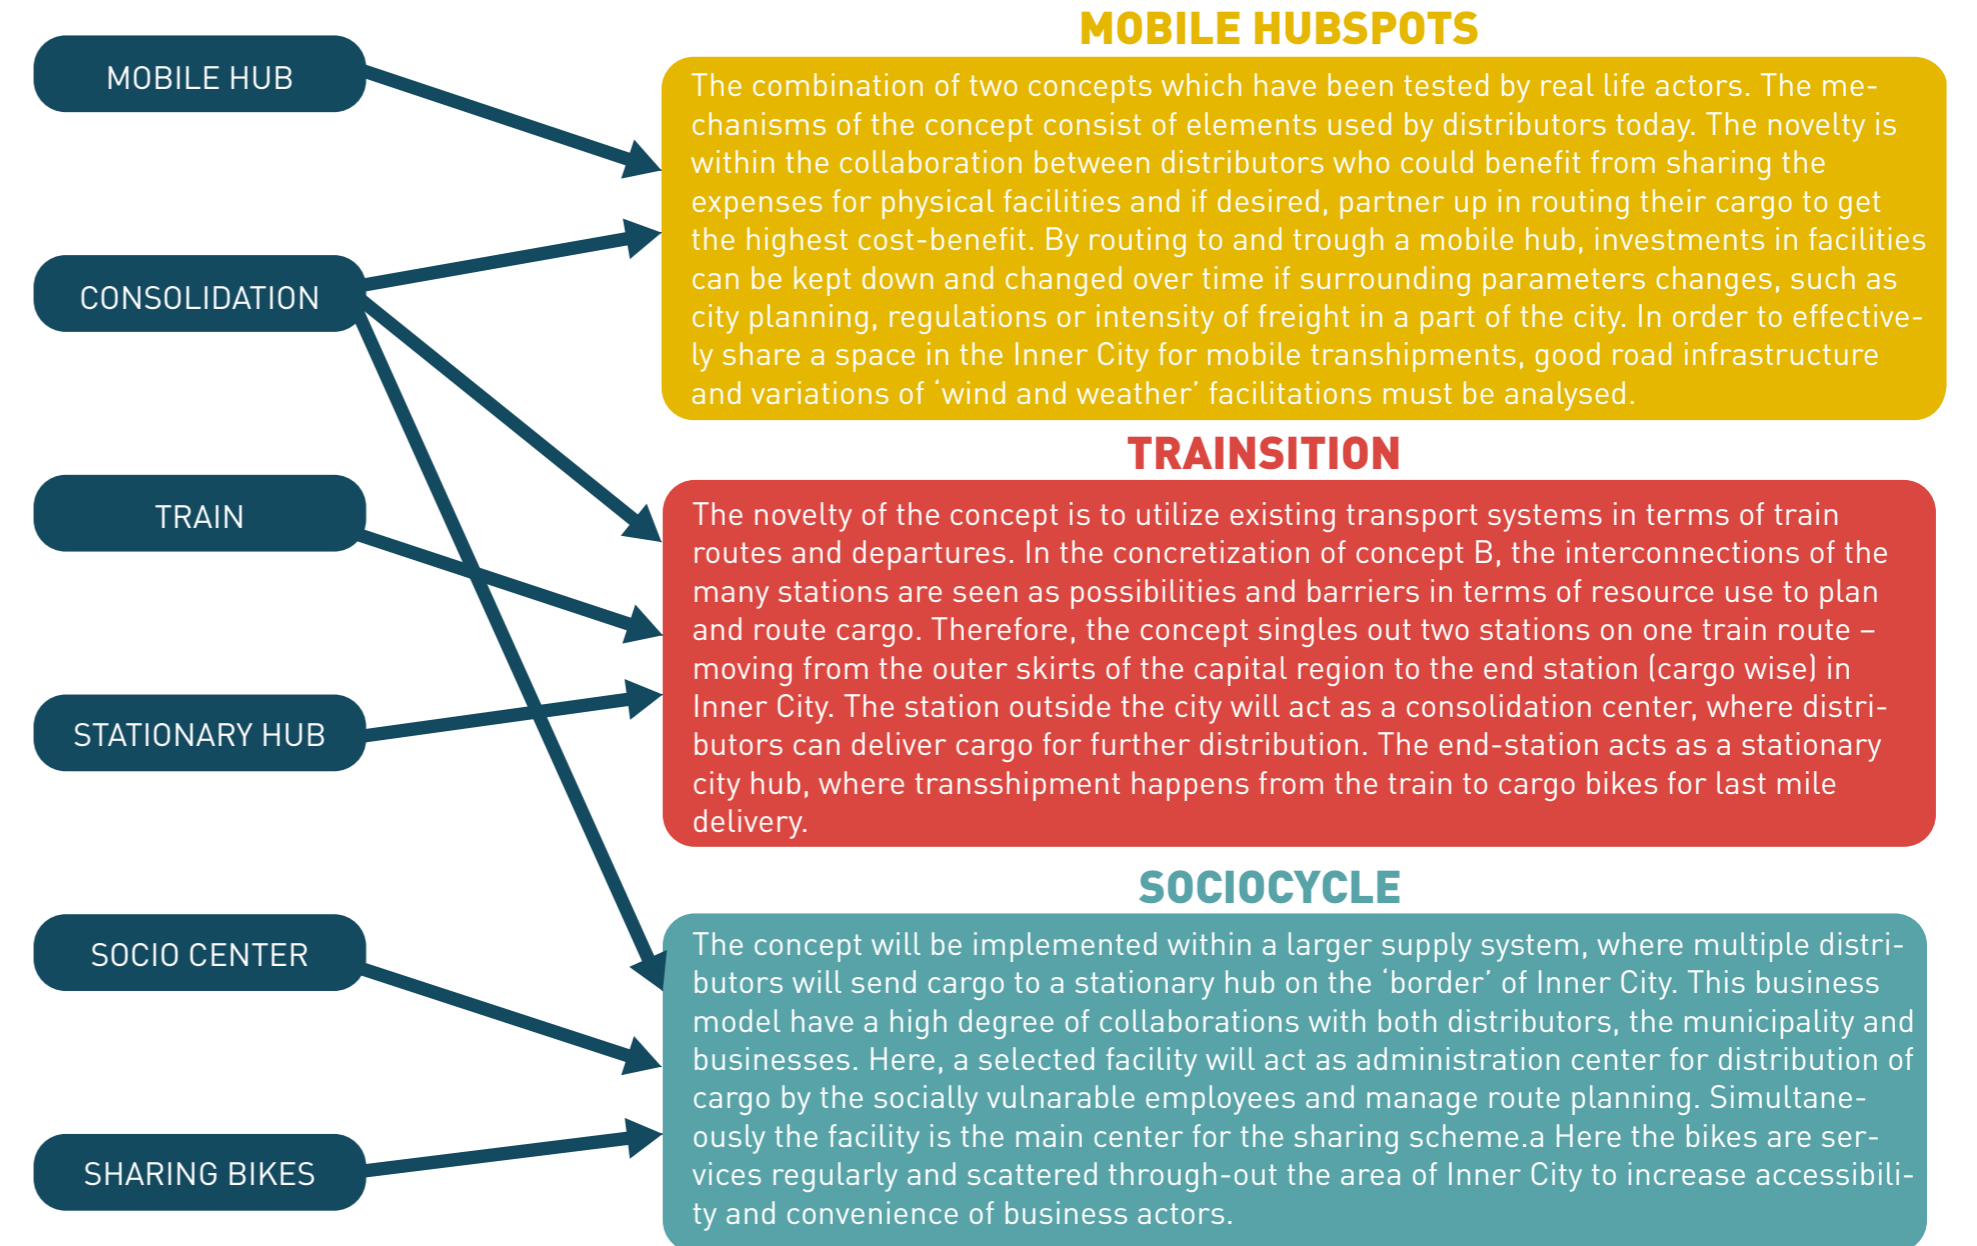 MOBILE HUB
CONSOLIDATION
TRAIN
STATIONARY HUB
SOCIO CENTER
SHARING BIKES
MOBILE HUBSPOTS
The combination of two concepts which have been tested by real life actors. The me-
chanisms of the concept consist of elements used by distributors today. The novelty is
within the collaboration between distributors who could benefit from sharing the
expenses for physical facilities and if desired, partner up in routing their cargo to get
the highest cost-benefit. By routing to and trough a mobile hub, investments in facilities
can be kept down and changed over time if surrounding parameters changes, such as
city planning, regulations or intensity of freight in a part of the city. In order to effective-
ly share a space in the Inner City for mobile transhipments, good road infrastructure
and variations of ‘wind and weather’ facilitations must be analysed.
TRAINSITION
The novelty of the concept is to utilize existing transport systems in terms of train
routes and departures. In the concretization of concept B, the interconnections of the
many stations are seen as possibilities and barriers in terms of resource use to plan
and route cargo. Therefore, the concept singles out two stations on one train route –
moving from the outer skirts of the capital region to the end station (cargo wise) in
Inner City. The station outside the city will act as a consolidation center, where distri-
butors can deliver cargo for further distribution. The end-station acts as a stationary
city hub, where transshipment happens from the train to cargo bikes for last mile
delivery.
SOCIOCYCLE
The concept will be implemented within a larger supply system, where multiple distri-
butors will send cargo to a stationary hub on the ‘border’ of Inner City. This business
model have a high degree of collaborations with both distributors, the municipality and
businesses. Here, a selected facility will act as administration center for distribution of
cargo by the socially vulnarable employees and manage route planning. Simultane-
ously the facility is the main center for the sharing scheme.a Here the bikes are ser-
vices regularly and scattered through-out the area of Inner City to increase accessibili-
ty and convenience of business actors.